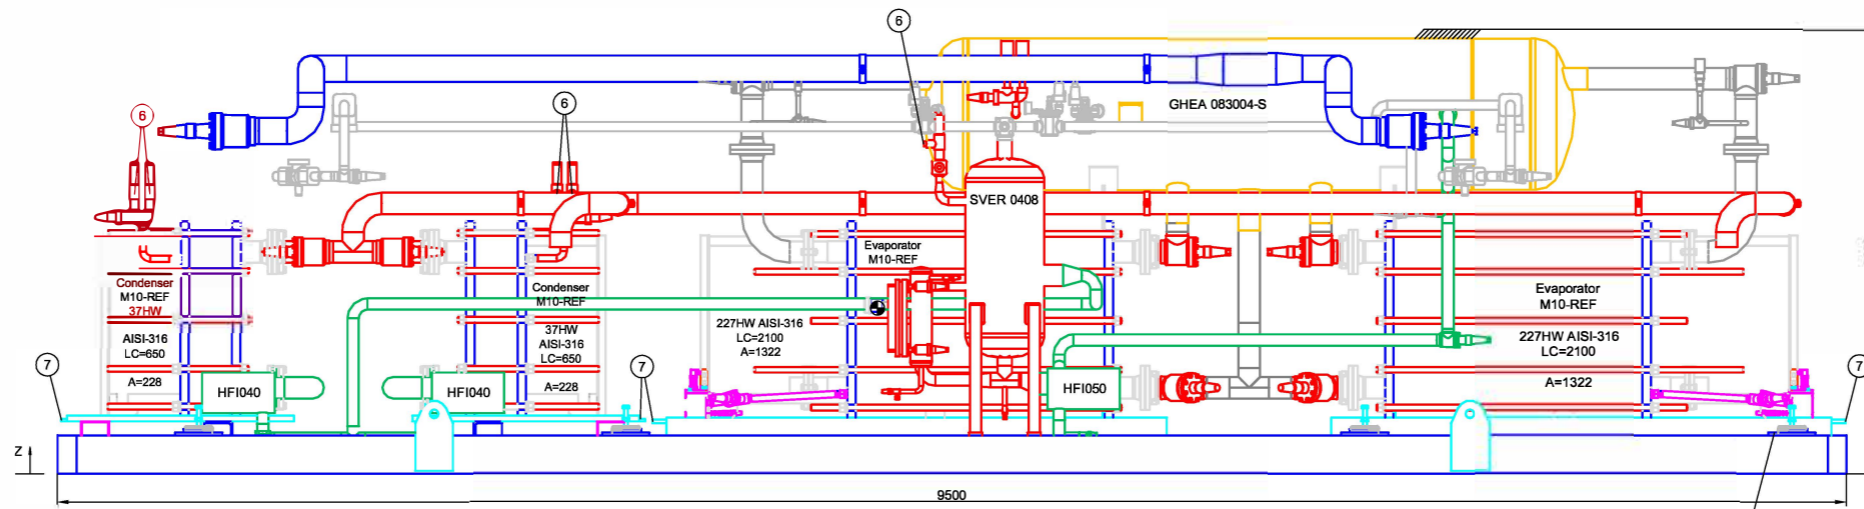 6
6
6
GHEA 083004-S
SVER 0408
Evaporator
M10-REF
Condenser
M10-REF
37HW
AISI-316
LC=650
A=228
Condenser
M10-REF
37HW
AISI-316
LC=650
A=228
227HW AISI-316
LC=2100
A=1322
Evaporator
M10-REF
227HW AISI-316
LC=2100
A=1322
7
7
7
HFI040
HFI040
HFI050
Z
9500